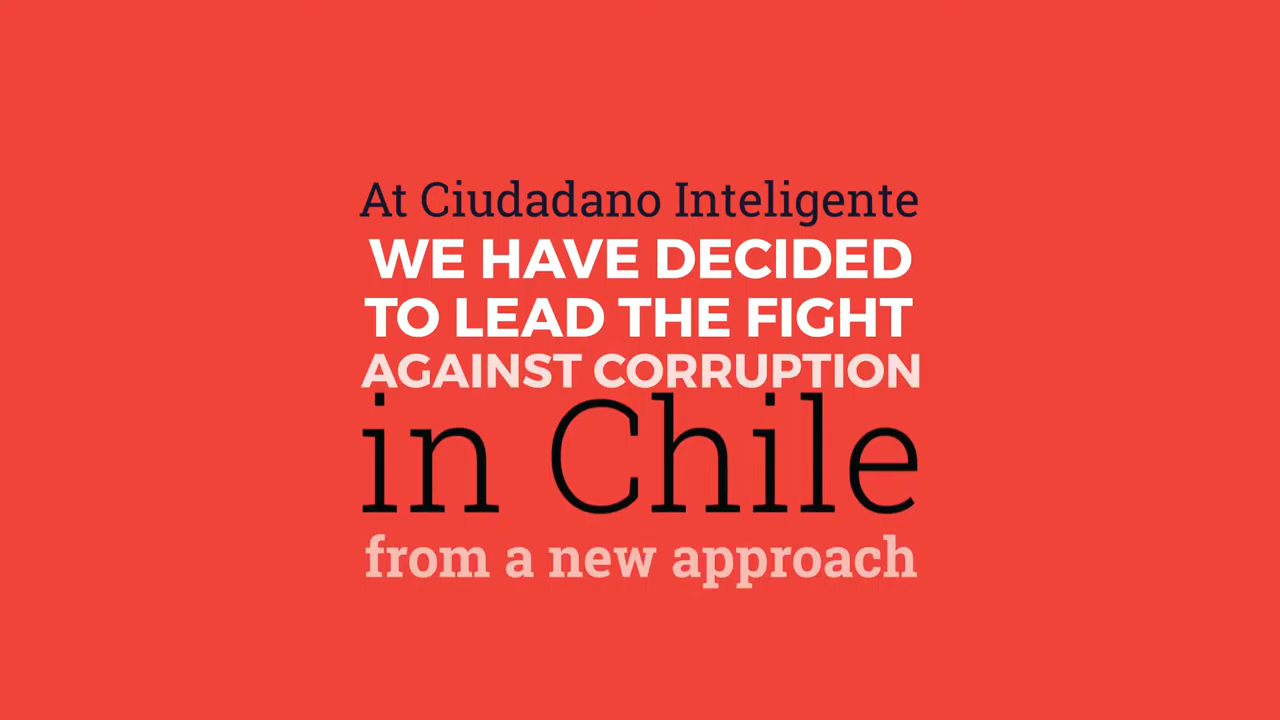 At Ciudadano Inteligente
WE HAVE DECIDED
TO LEAD THE FIGHT
AGAINST CORRUPTION
in Chile
from a new approach